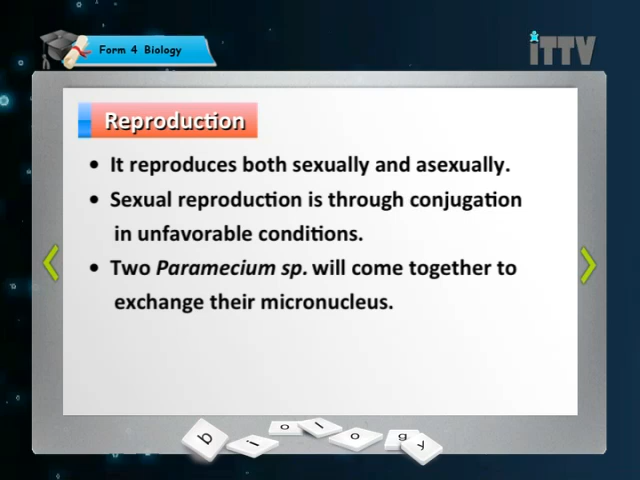 Form 4 Biology
iTTV
Reproduction
• It reproduces both sexually and asexually.
• Sexual reproduction is through conjugation
in unfavorable conditions.
• Two Paramecium sp. will come together to
exchange their micronucleus.
biology